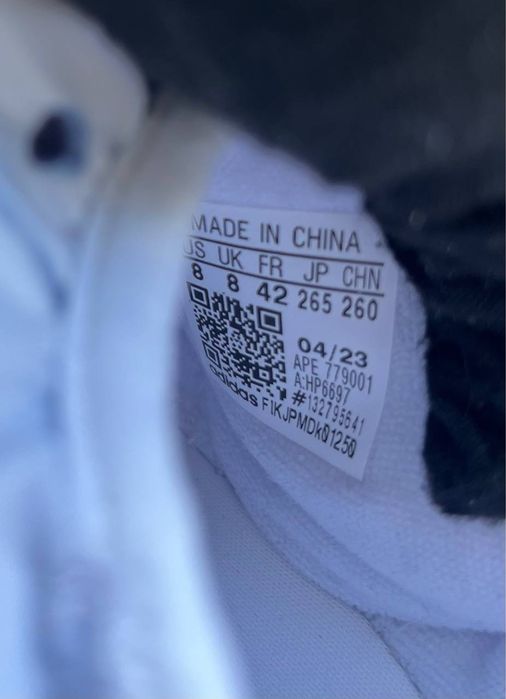 MADE IN CHINA
US UK FR JP CHN
8 8 42 265 260
04/23
APE 779001
A:HP6697
#132795641
adidas F1KJPMDk01250